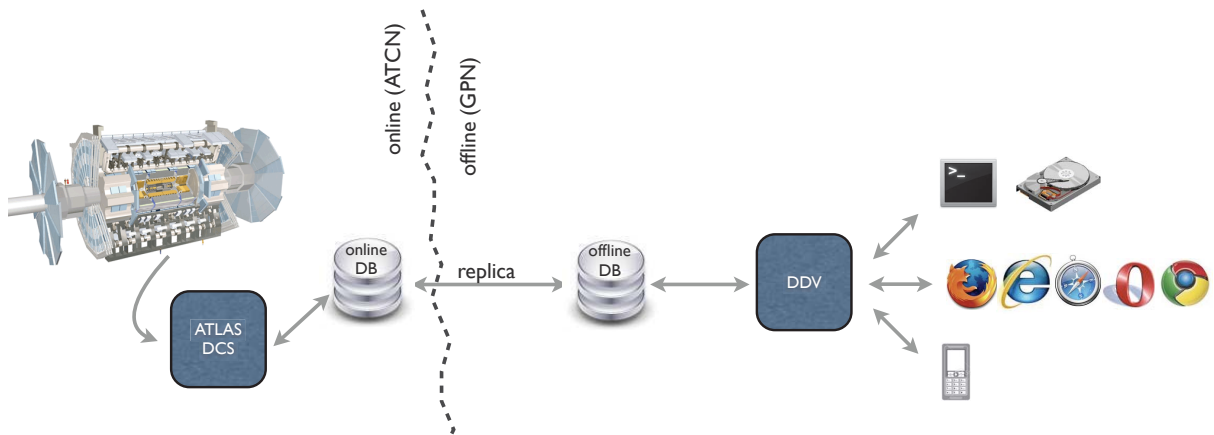 online (ATCN)
offline (GPN)
>_
online
DB
replica
offline
DB
DDV
ATLAS
DCS